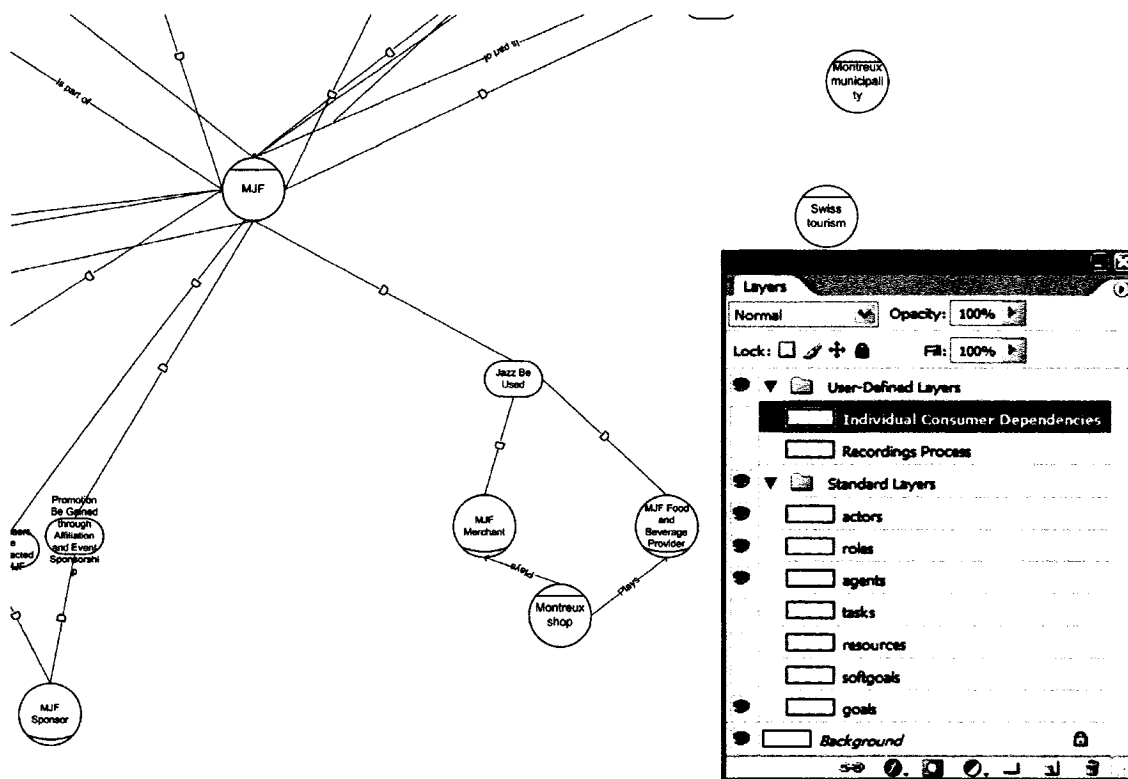 is part of
is part of
Montreux
municipali
ty
MJF
Swiss
tourism
Jazz Be
Used
Promotion
Be Gained
through
Affiliation
and Event
Sponsorshi
p
MJF
Merchant
MJF Food
and
Beverage
Provider
Plays
Plays
Montreux
shop
MJF
Sponsor
Layers
Normal
Opacity: 100%
Lock:
Fill: 100%
User-Defined Layers
Individual Consumer Dependencies
Recordings Process
Standard Layers
actors
roles
agents
tasks
resources
softgoals
goals
Background